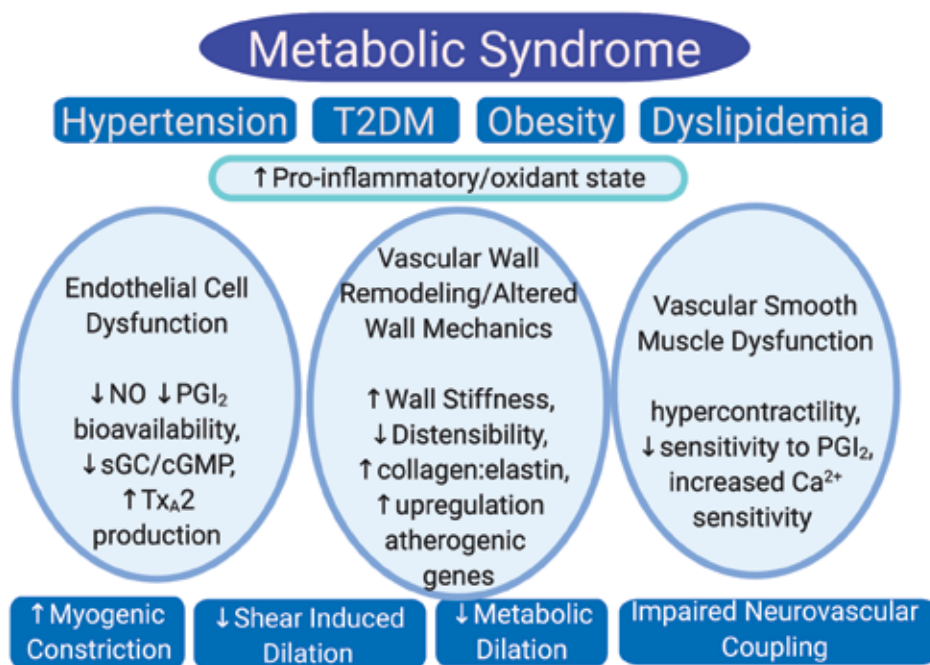 Metabolic Syndrome
Hypertension
T2DM
Obesity
Dyslipidemia
↑Pro-inflammatory/oxidant state
Endothelial Cell
Dysfunction
↓NO ↓PGI₂
bioavailability,
↓sGC/cGMP,
↑Txₐ2
production
Vascular Wall
Remodeling/Altered
Wall Mechanics
↑Wall Stiffness,
↓Distensibility,
↑collagen:elastin,
↑upregulation
atherogenic
genes
Vascular Smooth
Muscle Dysfunction
hypercontractility,
↓sensitivity to PGI₂,
increased Ca²⁺
sensitivity
↑Myogenic
Constriction
↓Shear Induced
Dilation
↓Metabolic
Dilation
Impaired Neurovascular
Coupling